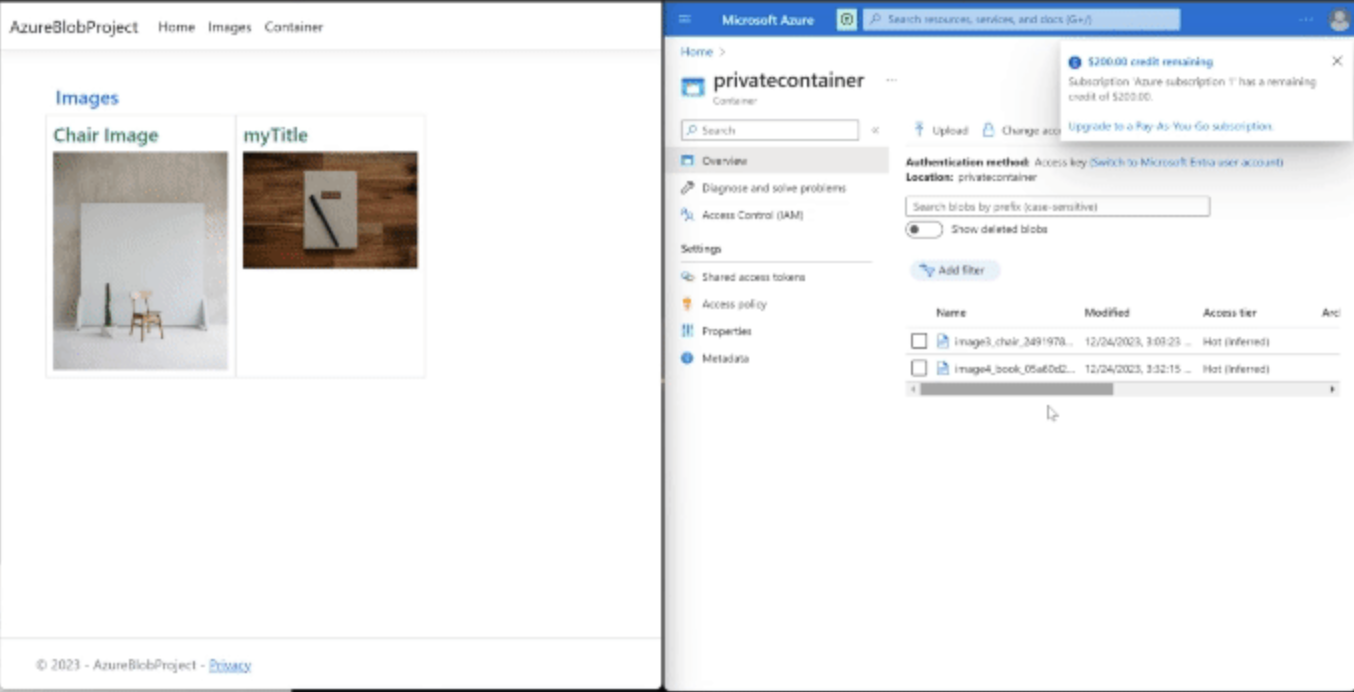 AzureBlobProject Home Images Container
Images
Chair Image
myTitle
© 2023 - AzureBlobProject - Privacy
Microsoft Azure
Search resources, services, and docs (G+/)
Home >
privatecontainer ...
Container
$200.00 credit remaining
Subscription 'Azure subscription 1' has a remaining
credit of $200.00.
Upgrade to a Pay-As-You-Go subscription.
Search
Overview
Diagnose and solve problems
Access Control (IAM)
Settings
Shared access tokens
Access policy
Properties
Metadata
Upload Change acc
Authentication method: Access key (Switch to Microsoft Entra user account)
Location: privatecontainer
Search blobs by prefix (case-sensitive)
Show deleted blobs
Add filter
Name Modified Access tier Arc
image3_chair_2491978... 12/24/2023, 3:03:23 ... Hot (Inferred)
image4_book_05a60d2... 12/24/2023, 3:32:15 ... Hot (Inferred)